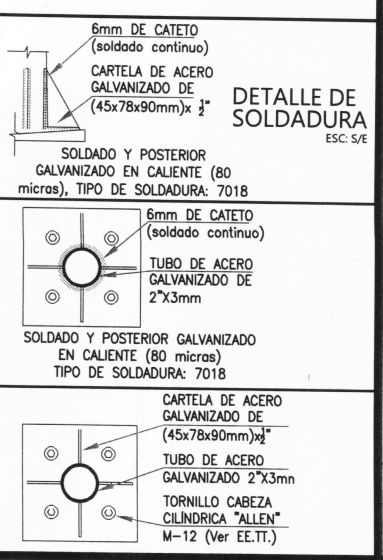 6mm DE CATETO
(soldado continuo)
CARTELA DE ACERO
GALVANIZADO DE
(45x78x90mm)x ½"
DETALLE DE
SOLDADURA
ESC: S/E
SOLDADO Y POSTERIOR
GALVANIZADO EN CALIENTE (80
micras), TIPO DE SOLDADURA: 7018
6mm DE CATETO
(soldado continuo)
TUBO DE ACERO
GALVANIZADO DE
2"X3mm
SOLDADO Y POSTERIOR GALVANIZADO
EN CALIENTE (80 micras)
TIPO DE SOLDADURA: 7018
CARTELA DE ACERO
GALVANIZADO DE
(45x78x90mm)x½"
TUBO DE ACERO
GALVANIZADO 2"X3mm
TORNILLO CABEZA
CILÍNDRICA "ALLEN"
M-12 (Ver EE.TT.)